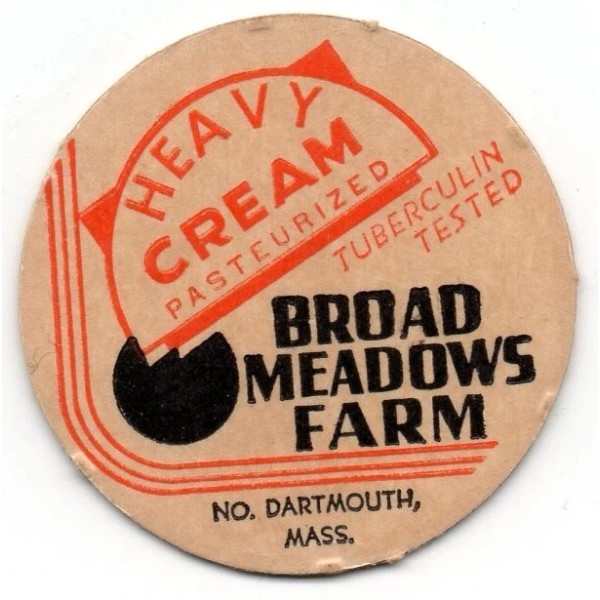 HEAVY
CREAM
PASTEURIZED
TUBERCULIN
TESTED
BROAD
MEADOWS
FARM
NO. DARTMOUTH,
MASS.